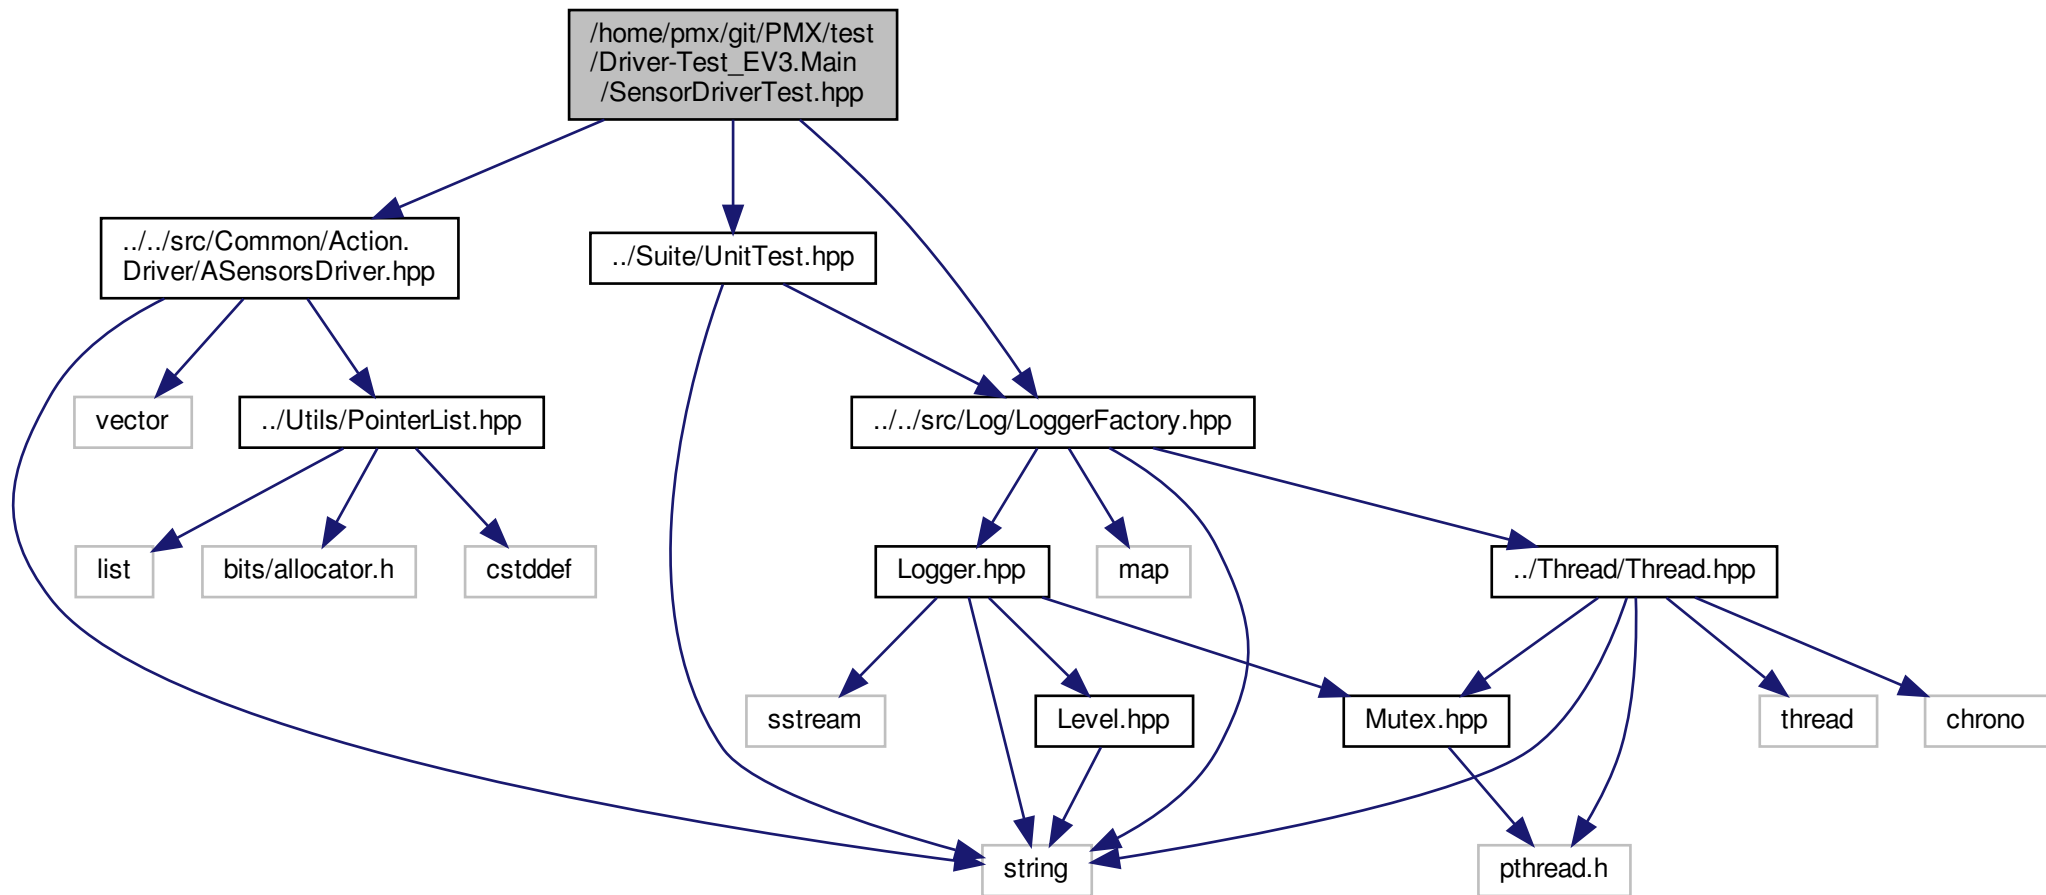 /home/pmx/git/PMX/test
/Driver-Test_EV3.Main
/SensorDriverTest.hpp
../../src/Common/Action.
Driver/ASensorsDriver.hpp
../Suite/UnitTest.hpp
vector
../Utils/PointerList.hpp
../../src/Log/LoggerFactory.hpp
list
bits/allocator.h
cstddef
Logger.hpp
map
../Thread/Thread.hpp
sstream
Level.hpp
Mutex.hpp
thread
chrono
string
pthread.h